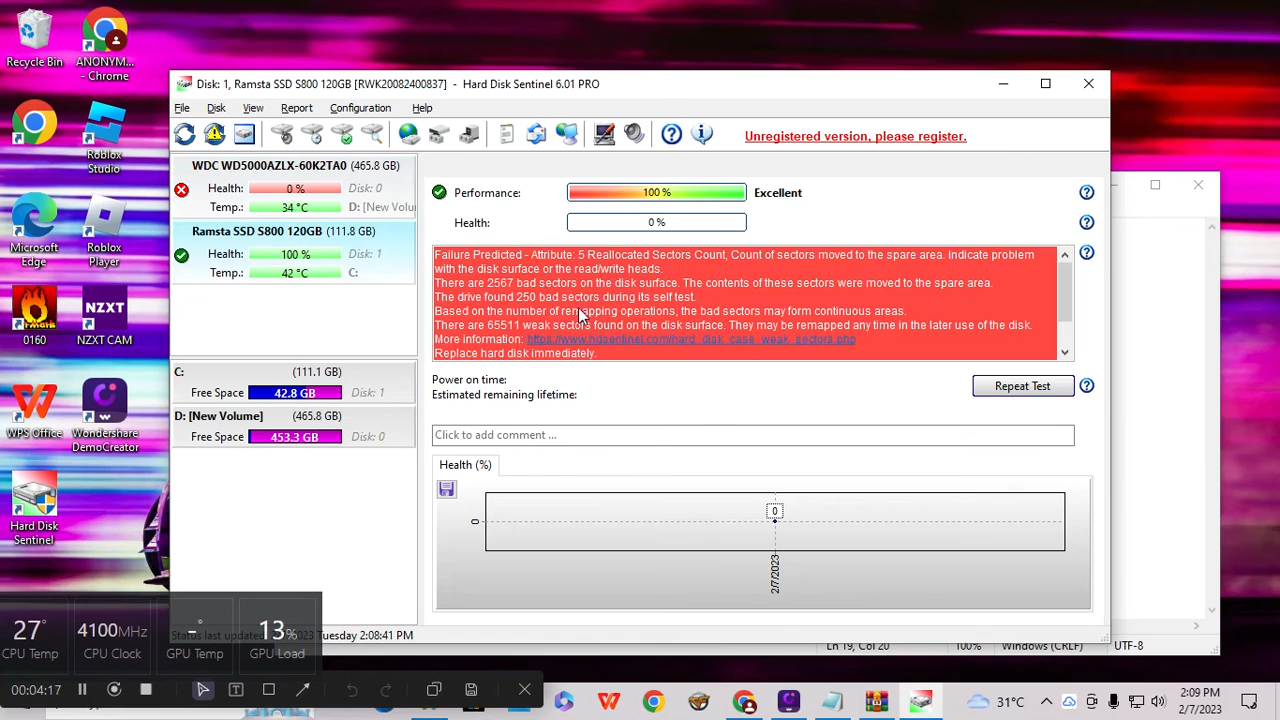 Recycle Bin
ANONYM...
- Chrome
Roblox
Studio
Microsoft
Edge
Roblox
Player
0160
NZXT
NZXT CAM
WPS Office
Wondershare
DemoCreator
Hard Disk
Sentinel
Disk: 1, Ramsta SSD S800 120GB [RWK20082400837] - Hard Disk Sentinel 6.01 PRO
File Disk View Report Configuration Help
Unregistered version, please register.
WDC WD5000AZLX-60K2TA0 (465.8 GB)
Health: 0 % Disk: 0
Temp.: 34 °C D: [New Volu
Ramsta SSD S800 120GB (111.8 GB)
Health: 100 % Disk: 1
Temp.: 42 °C C:
C: (111.1 GB)
Free Space 42.8 GB Disk: 1
D: [New Volume] (465.8 GB)
Free Space 453.3 GB Disk: 0
Performance: 100 % Excellent
Health: 0 %
Failure Predicted - Attribute: 5 Reallocated Sectors Count, Count of sectors moved to the spare area. Indicate problem
with the disk surface or the read/write heads.
There are 2567 bad sectors on the disk surface. The contents of these sectors were moved to the spare area.
The drive found 250 bad sectors during its self test.
Based on the number of remapping operations, the bad sectors may form continuous areas.
There are 65511 weak sectors found on the disk surface. They may be remapped any time in the later use of the disk.
More information: https://www.hdsentinel.com/hard_disk_case_weak_sectors.php
Replace hard disk immediately.
Power on time:
Estimated remaining lifetime:
Repeat Test
Click to add comment ...
Health (%)
0
0
2/7/2023
Status last updated 2023 Tuesday 2:08:41 PM
Ln 19, Col 20 100% Windows (CRLF) UTF-8
27° 4100MHz -° 13%
CPU Temp CPU Clock GPU Temp GPU Load
00:04:17
31°C
2:09 PM
2/7/2023